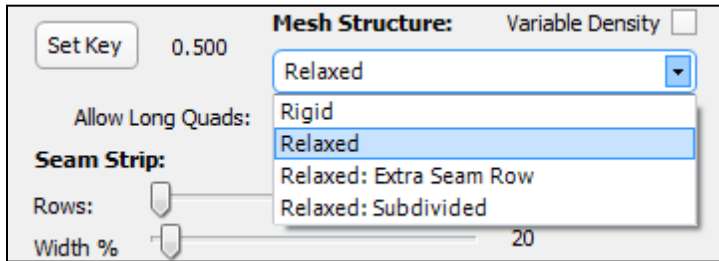 Mesh Structure: Variable Density
Set Key 0.500
Relaxed
Allow Long Quads:
Rigid
Relaxed
Seam Strip:
Relaxed: Extra Seam Row
Rows:
Relaxed: Subdivided
Width % 20